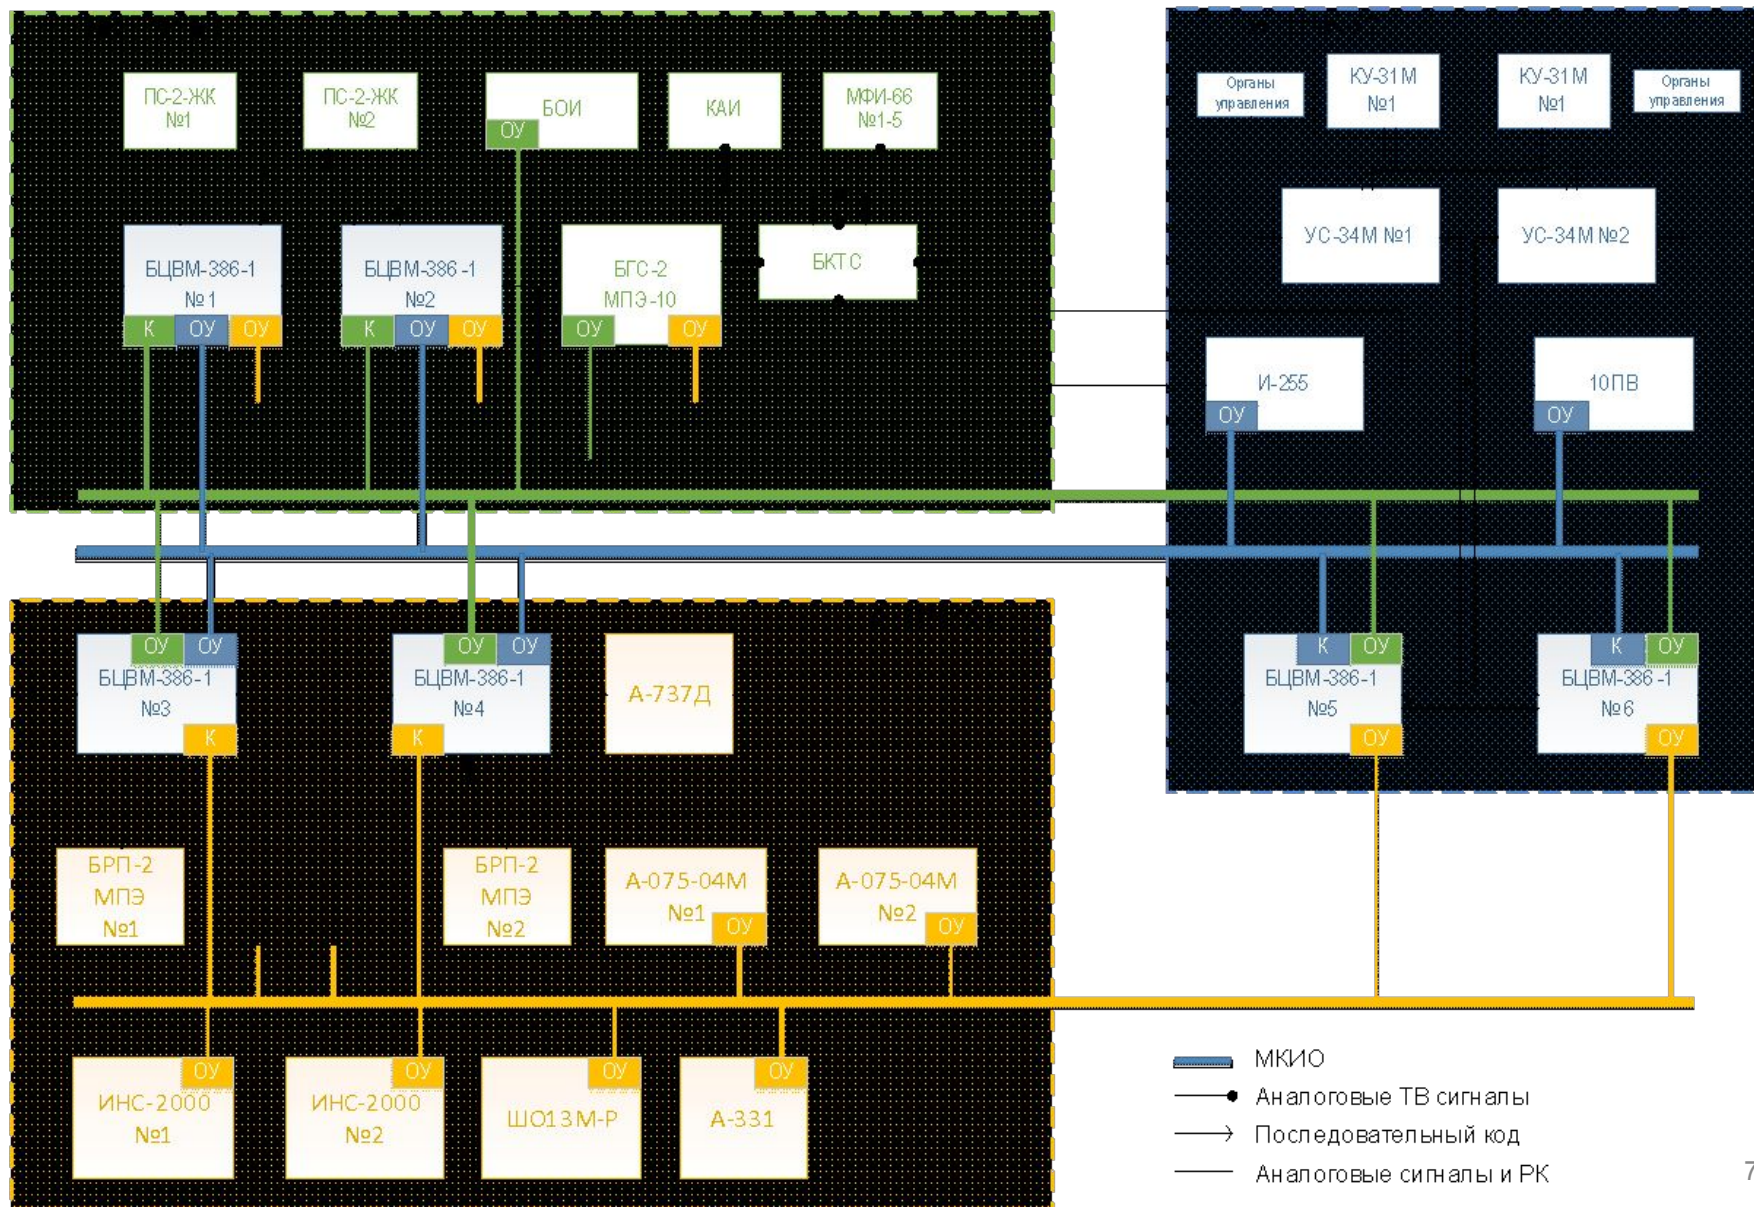 ПС-2-ЖК
№1
ПС-2-ЖК
№2
БОИ
ОУ
КАИ
МФИ-66
№1-5
Органы
управления
КУ-31М
№1
КУ-31М
№1
Органы
управления
УС-34М №1
УС-34М №2
БЦВМ-386-1
№1
К ОУ ОУ
БЦВМ-386-1
№2
К ОУ ОУ
БГС-2
МПЭ-10
ОУ ОУ
БКТС
И-255
ОУ
10ПВ
ОУ
ОУ ОУ
БЦВМ-386-1
№3
К
ОУ ОУ
БЦВМ-386-1
№4
К
А-737Д
К ОУ
БЦВМ-386-1
№5
ОУ
К ОУ
БЦВМ-386-1
№6
ОУ
БРП-2
МПЭ
№1
БРП-2
МПЭ
№2
А-075-04М
№1
ОУ
А-075-04М
№2
ОУ
ОУ
ИНС-2000
№1
ОУ
ИНС-2000
№2
ОУ
ШО13М-Р
ОУ
А-331
МКИО
Аналоговые ТВ сигналы
Последовательный код
Аналоговые сигналы и РК
7